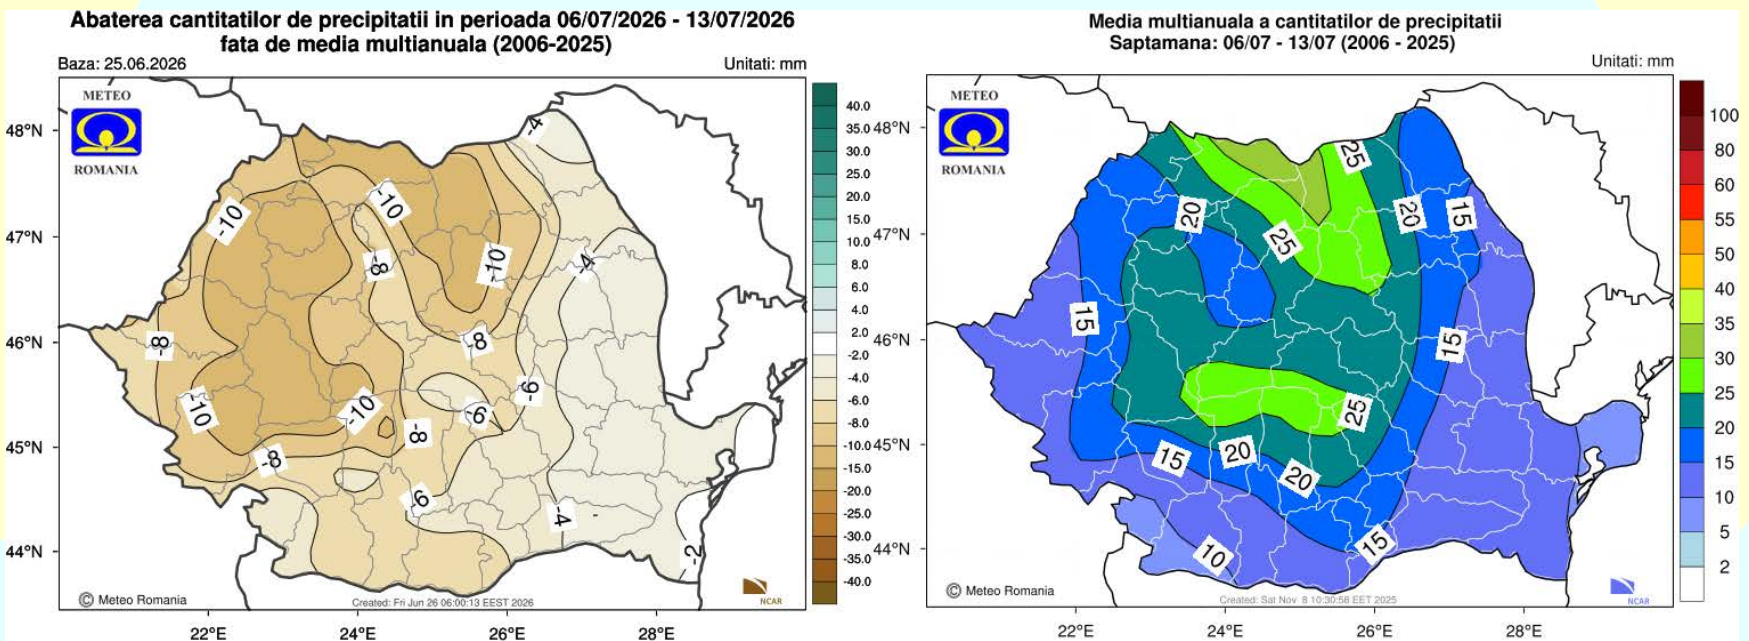 Abaterea cantitatilor de precipitatii in perioada 06/07/2026 - 13/07/2026
fata de media multianuala (2006-2025)
Baza: 25.06.2026
Unitati: mm
METEO
ROMANIA
48°N
47°N
46°N
45°N
44°N
22°E
24°E
26°E
28°E
-4
-10
-10
-8
-10
-4
-8
-8
-6
-6
-10
-10
-8
-8
-6
-4
-2
40.0
35.0
30.0
25.0
20.0
15.0
10.0
8.0
6.0
4.0
2.0
-2.0
-4.0
-6.0
-8.0
-10.0
-15.0
-20.0
-25.0
-30.0
-35.0
-40.0
© Meteo Romania
Created: Fri Jun 26 06:00:13 EEST 2026
NCAR
Media multianuala a cantitatilor de precipitatii
Saptamana: 06/07 - 13/07 (2006 - 2025)
Unitati: mm
METEO
ROMANIA
48°N
47°N
46°N
45°N
44°N
22°E
24°E
26°E
28°E
25
20
20
15
25
15
15
25
15
20
20
15
10
100
80
60
55
50
40
35
30
25
20
15
10
5
2
© Meteo Romania
Created: Sat Nov 8 10:30:56 EET 2025
NCAR